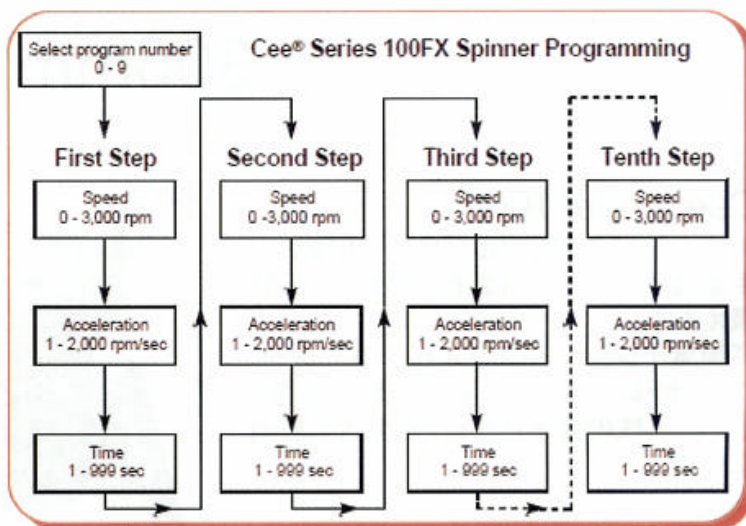 Select program number
0 - 9
Cee® Series 100FX Spinner Programming
First Step
Speed
0 - 3,000 rpm
Acceleration
1 - 2,000 rpm/sec
Time
1 - 999 sec
Second Step
Speed
0 -3,000 rpm
Acceleration
1 - 2,000 rpm/sec
Time
1 - 999 sec
Third Step
Speed
0 - 3,000 rpm
Acceleration
1 - 2,000 rpm/sec
Time
1 - 999 sec
Tenth Step
Speed
0 - 3,000 rpm
Acceleration
1 - 2,000 rpm/sec
Time
1 - 999 sec